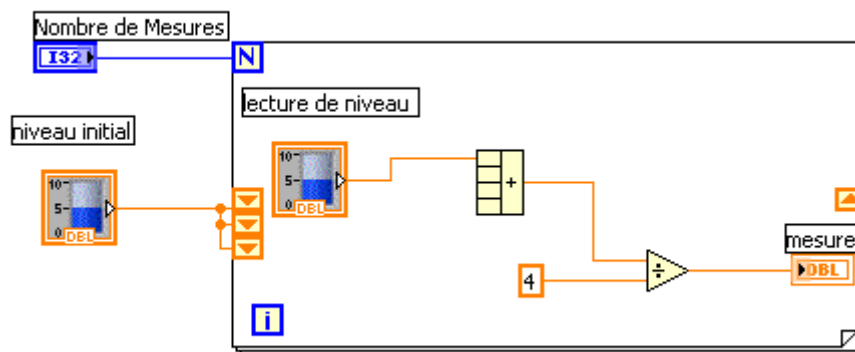 Nombre de Mesures
I32
N
lecture de niveau
niveau initial
10
5
0
DBL
10
5
0
DBL
+
mesure
4
÷
DBL
i